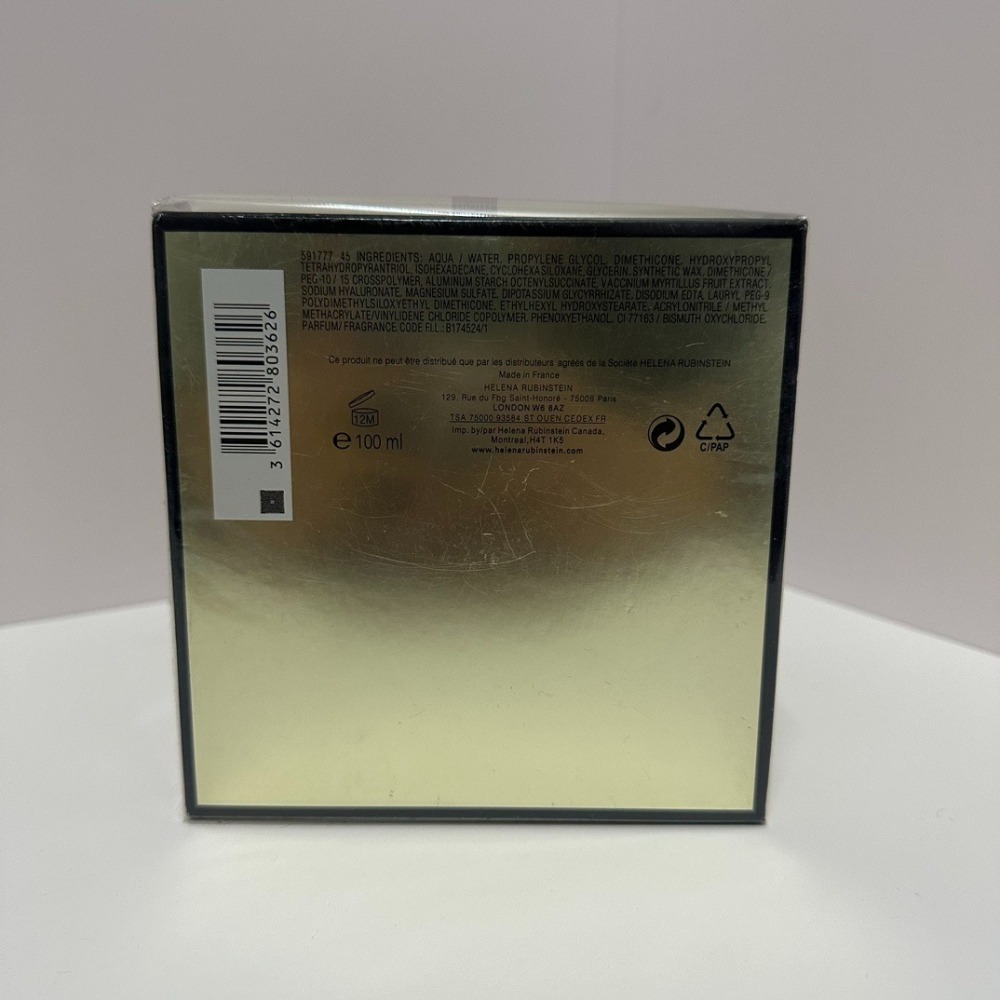 591777 45 INGREDIENTS: AQUA / WATER, PROPYLENE GLYCOL, DIMETHICONE, HYDROXYPROPYL
TETRAHYDROPYRANTRIOL, ISOHEXADECANE, CYCLOHEXASILOXANE, GLYCERIN, SYNTHETIC WAX, DIMETHICONE /
PEG-10 / 15 CROSSPOLYMER, ALUMINUM STARCH OCTENYLSUCCINATE, VACCINIUM MYRTILLUS FRUIT EXTRACT,
SODIUM HYALURONATE, MAGNESIUM SULFATE, DIPOTASSIUM GLYCYRRHIZATE, DISODIUM EDTA, LAURYL PEG-9
POLYDIMETHYLSILOXYETHYL DIMETHICONE, ETHYLHEXYL HYDROXYSTEARATE, ACRYLONITRILE / METHYL
METHACRYLATE/VINYLIDENE CHLORIDE COPOLYMER, PHENOXYETHANOL, CI 77163 / BISMUTH OXYCHLORIDE,
PARFUM/ FRAGRANCE. CODE F.I.L. : B174524/1
3 614272 803626
Ce produit ne peut être distribué que par les distributeurs agréés de la Société HELENA RUBINSTEIN
Made in France
HELENA RUBINSTEIN
129, Rue du Fbg Saint-Honoré - 75008 Paris
LONDON W6 8AZ
TSA 75000-93584 ST OUEN CEDEX FR
Imp. by/par Helena Rubinstein Canada,
Montreal,H4T 1K5
www.helenarubinstein.com
12M
e 100 ml
C/PAP